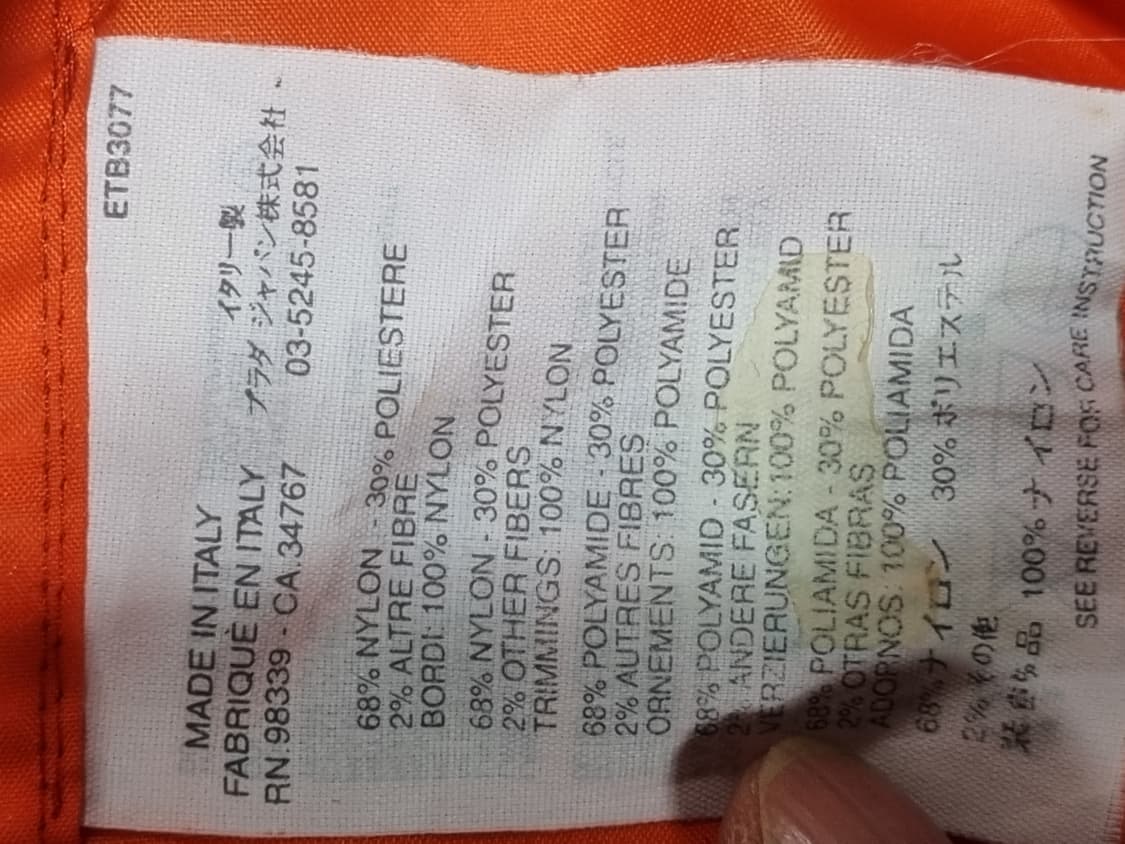 ETB3077
MADE IN ITALY イタリー製
FABRIQUÈ EN ITALY プラダ ジャパン株式会社
RN.98339 - CA.34767 03-5245-8581
68% NYLON - 30% POLIESTERE
2% ALTRE FIBRE
BORDI: 100% NYLON
68% NYLON - 30% POLYESTER
2% OTHER FIBERS
TRIMMINGS: 100% NYLON
68% POLYAMIDE - 30% POLYESTER
2% AUTRES FIBRES
ORNEMENTS: 100% POLYAMIDE
68% POLYAMID - 30% POLYESTER
2% ANDERE FASERN
VERZIERUNGEN: 100% POLYAMID
68% POLIAMIDA - 30% POLYESTER
2% OTRAS FIBRAS
ADORNOS: 100% POLIAMIDA
68% ナイロン 30% ポリエステル
2% その他
品 100% ナイロン
SEE REVERSE FOR CARE INSTRUCTION